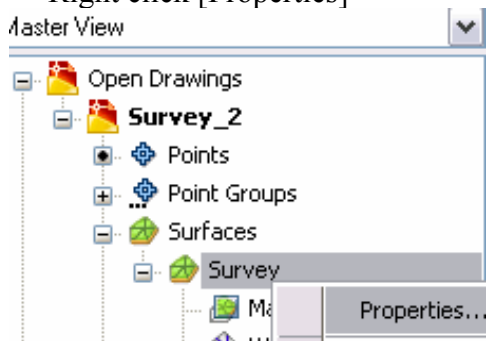 Right click [Properties]
Master View
Open Drawings
Survey_2
Points
Point Groups
Surfaces
Survey
Properties...